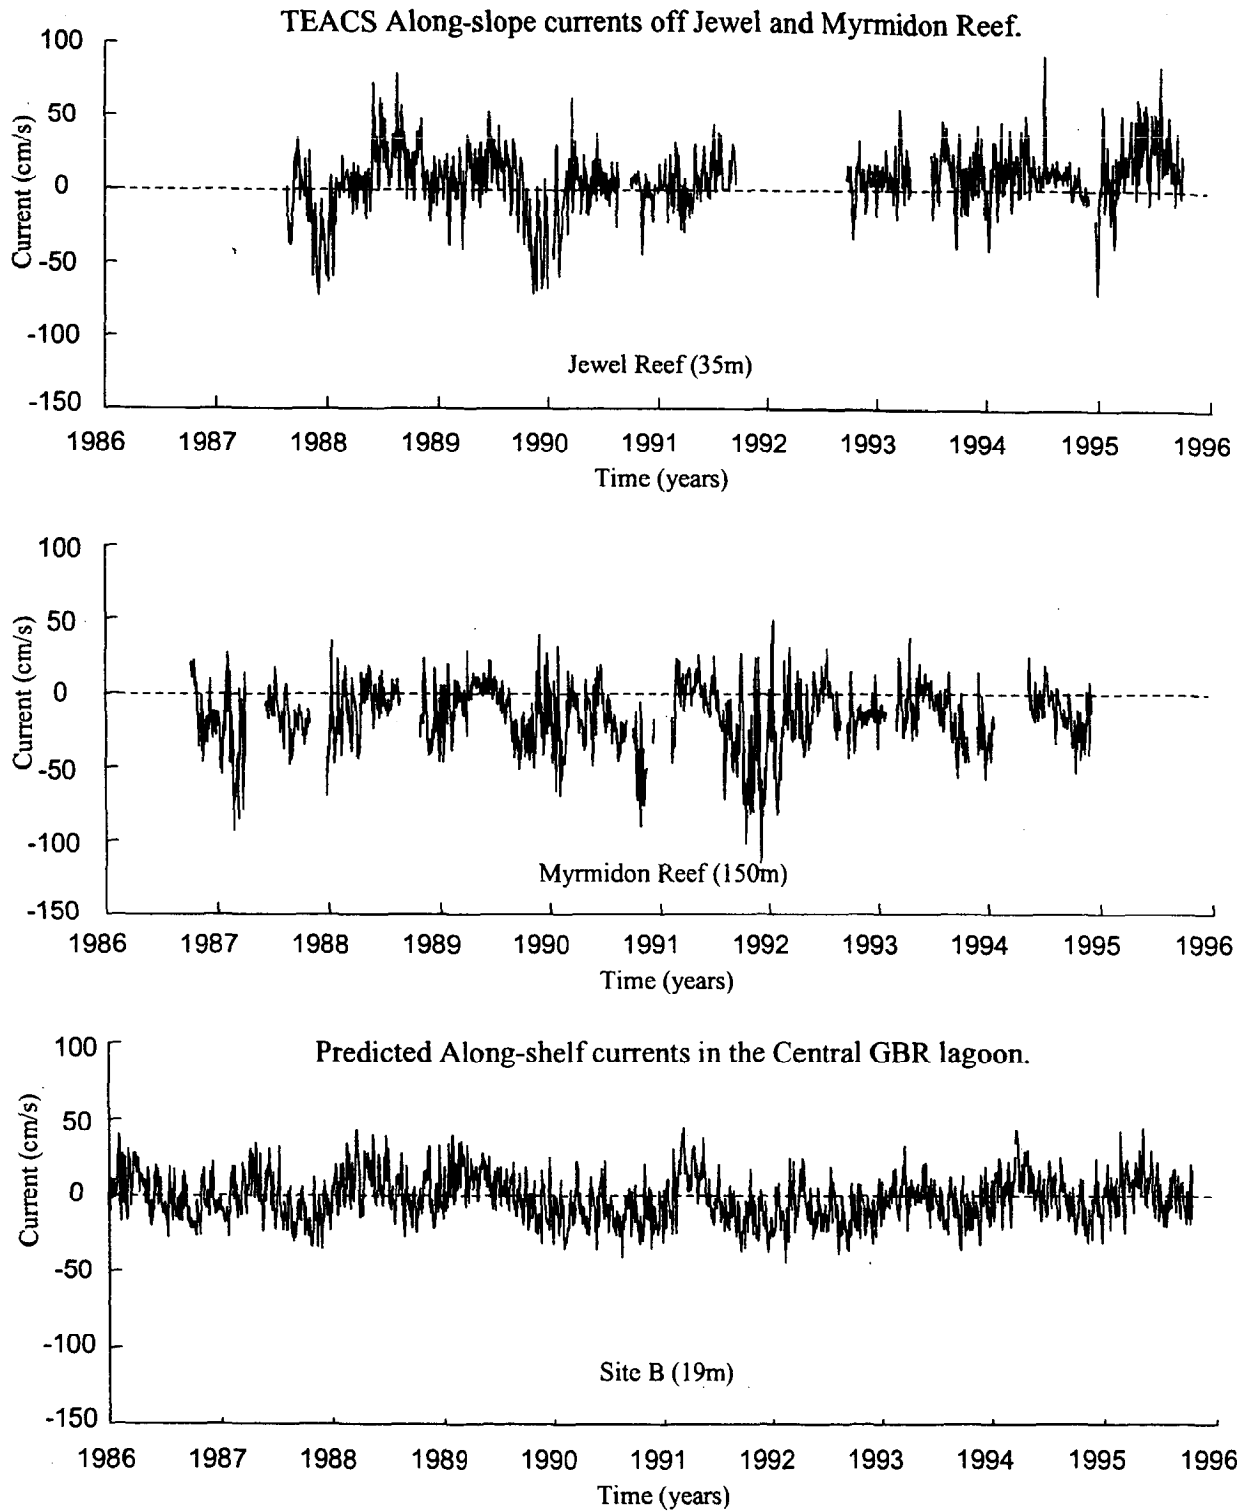 TEACS Along-slope currents off Jewel and Myrmidon Reef.
100
50
0
-50
-100
-150
Current (cm/s)
Jewel Reef (35m)
1986 1987 1988 1989 1990 1991 1992 1993 1994 1995 1996
Time (years)
100
50
0
-50
-100
-150
Current (cm/s)
Myrmidon Reef (150m)
1986 1987 1988 1989 1990 1991 1992 1993 1994 1995 1996
Time (years)
Predicted Along-shelf currents in the Central GBR lagoon.
100
50
0
-50
-100
-150
Current (cm/s)
Site B (19m)
1986 1987 1988 1989 1990 1991 1992 1993 1994 1995 1996
Time (years)